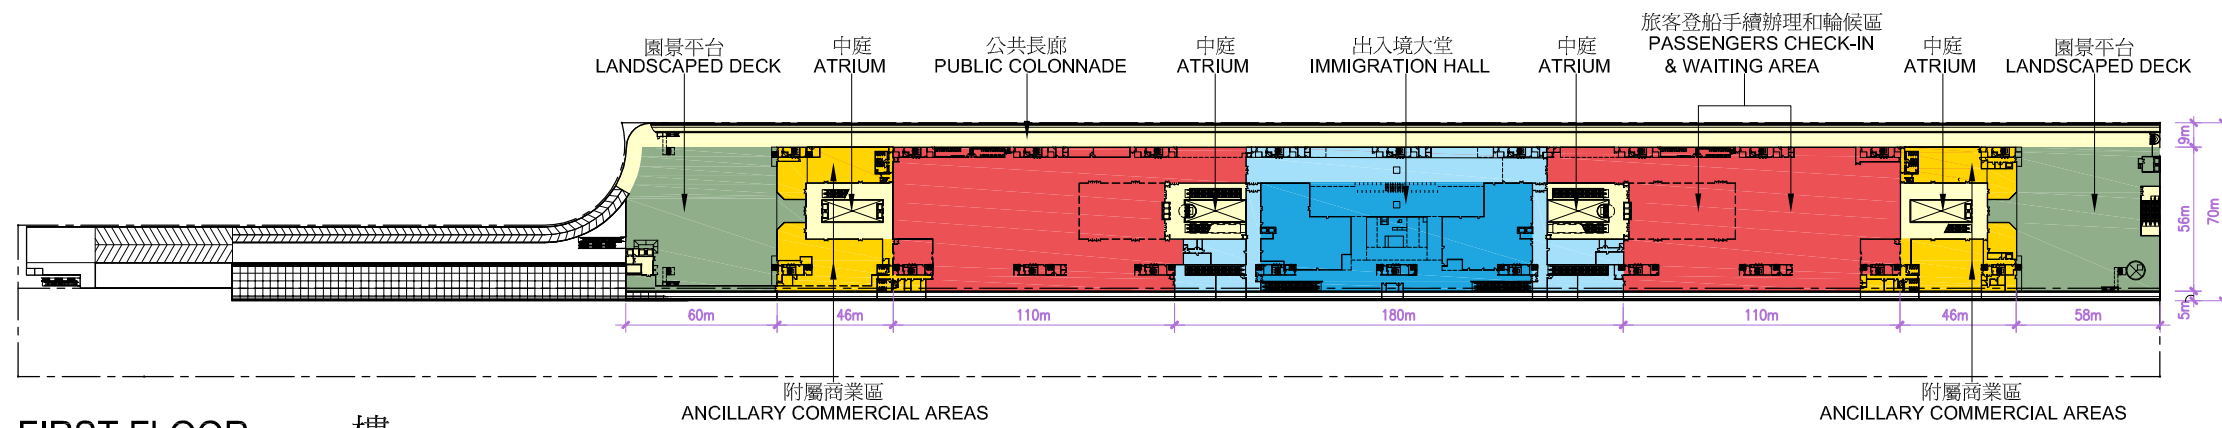 旅客登船手續辦理和輪候區
PASSENGERS CHECK-IN
& WAITING AREA
園景平台
LANDSCAPED DECK
中庭
ATRIUM
公共長廊
PUBLIC COLONNADE
中庭
ATRIUM
出入境大堂
IMMIGRATION HALL
中庭
ATRIUM
中庭
ATRIUM
園景平台
LANDSCAPED DECK
9m
56m
70m
5m
60m
46m
110m
180m
110m
46m
58m
附屬商業區
ANCILLARY COMMERCIAL AREAS
附屬商業區
ANCILLARY COMMERCIAL AREAS
FIRST FLOOR 樓